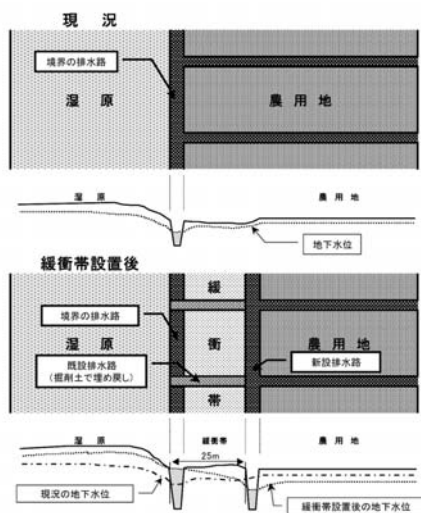 現況
境界の排水路
湿原
農用地
湿原
農用地
地下水位
緩衝帯設置後
緩
境界の排水路
湿原
衝
農用地
既設排水路
(掘削土で埋め戻し)
新設排水路
帯
湿原
緩衝帯
農用地
25m
現況の地下水位
緩衝帯設置後の地下水位